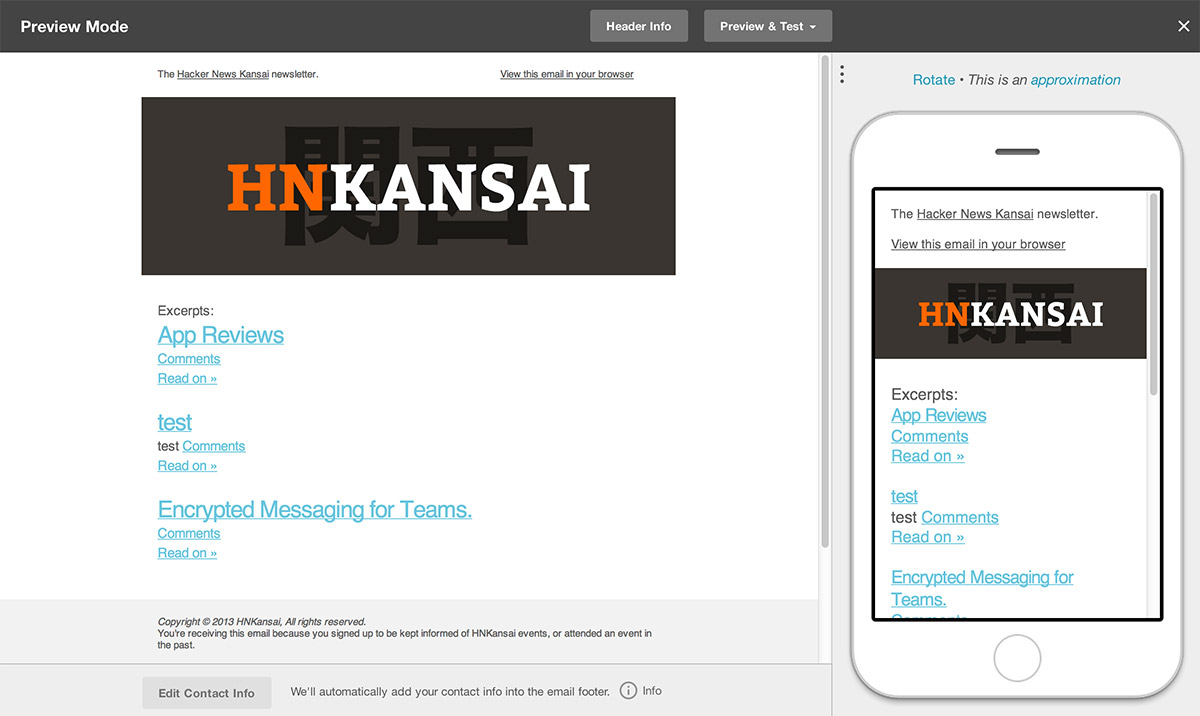 Preview Mode
Header Info
Preview & Test
The Hacker News Kansai newsletter.
View this email in your browser
関西
HNKANSAI
Excerpts:
App Reviews
Comments
Read on »
test
test Comments
Read on »
Encrypted Messaging for Teams.
Comments
Read on »
Copyright © 2013 HNKansai, All rights reserved.
You're receiving this email because you signed up to be kept informed of HNKansai events, or attended an event in
the past.
Edit Contact Info
We'll automatically add your contact info into the email footer.
Info
Rotate • This is an approximation
The Hacker News Kansai newsletter.
View this email in your browser
関西
HNKANSAI
Excerpts:
App Reviews
Comments
Read on »
test
test Comments
Read on »
Encrypted Messaging for
Teams.